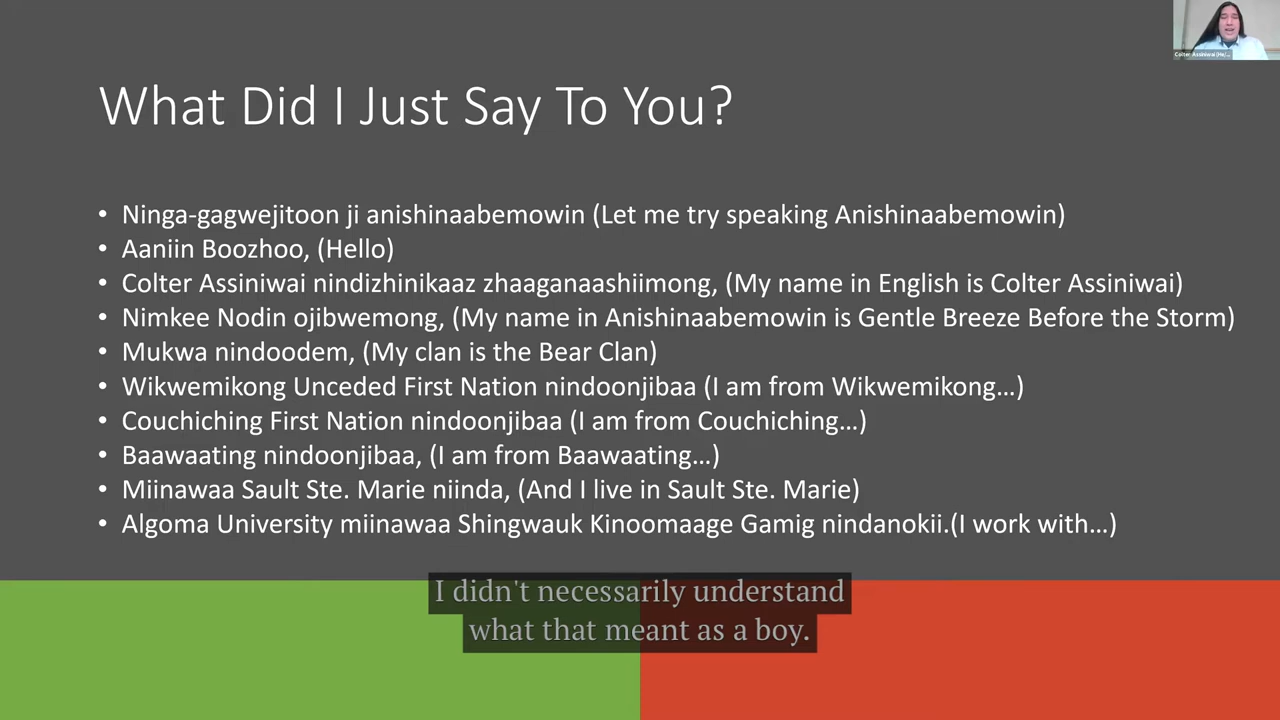 Colter Assiniwai (He)...
What Did I Just Say To You?
• Ninga-gagwejitoon ji anishinaabemowin (Let me try speaking Anishinaabemowin)
• Aaniin Boozhoo, (Hello)
• Colter Assiniwai nindizhinikaaz zhaaganaashiimong, (My name in English is Colter Assiniwai)
• Nimkee Nodin ojibwemong, (My name in Anishinaabemowin is Gentle Breeze Before the Storm)
• Mukwa nindoodem, (My clan is the Bear Clan)
• Wikwemikong Unceded First Nation nindoonjibaa (I am from Wikwemikong...)
• Couchiching First Nation nindoonjibaa (I am from Couchiching...)
• Baawaating nindoonjibaa, (I am from Baawaating...)
• Miinawaa Sault Ste. Marie niinda, (And I live in Sault Ste. Marie)
• Algoma University miinawaa Shingwauk Kinoomaage Gamig nindanokii.(I work with...)
I didn't necessarily understand
what that meant as a boy.